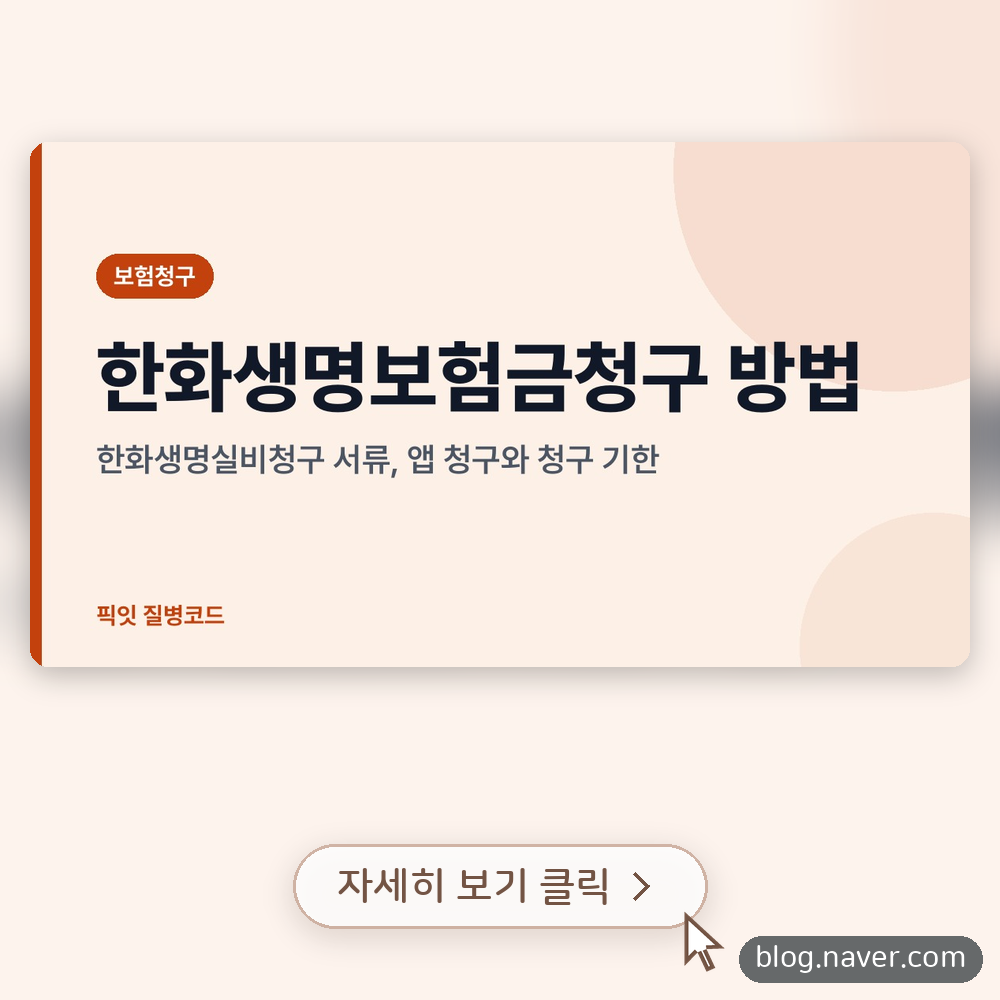 보험청구
한화생명보험금청구 방법
한화생명실비청구 서류, 앱 청구와 청구 기한
픽잇 질병코드
자세히 보기 클릭
blog.naver.com